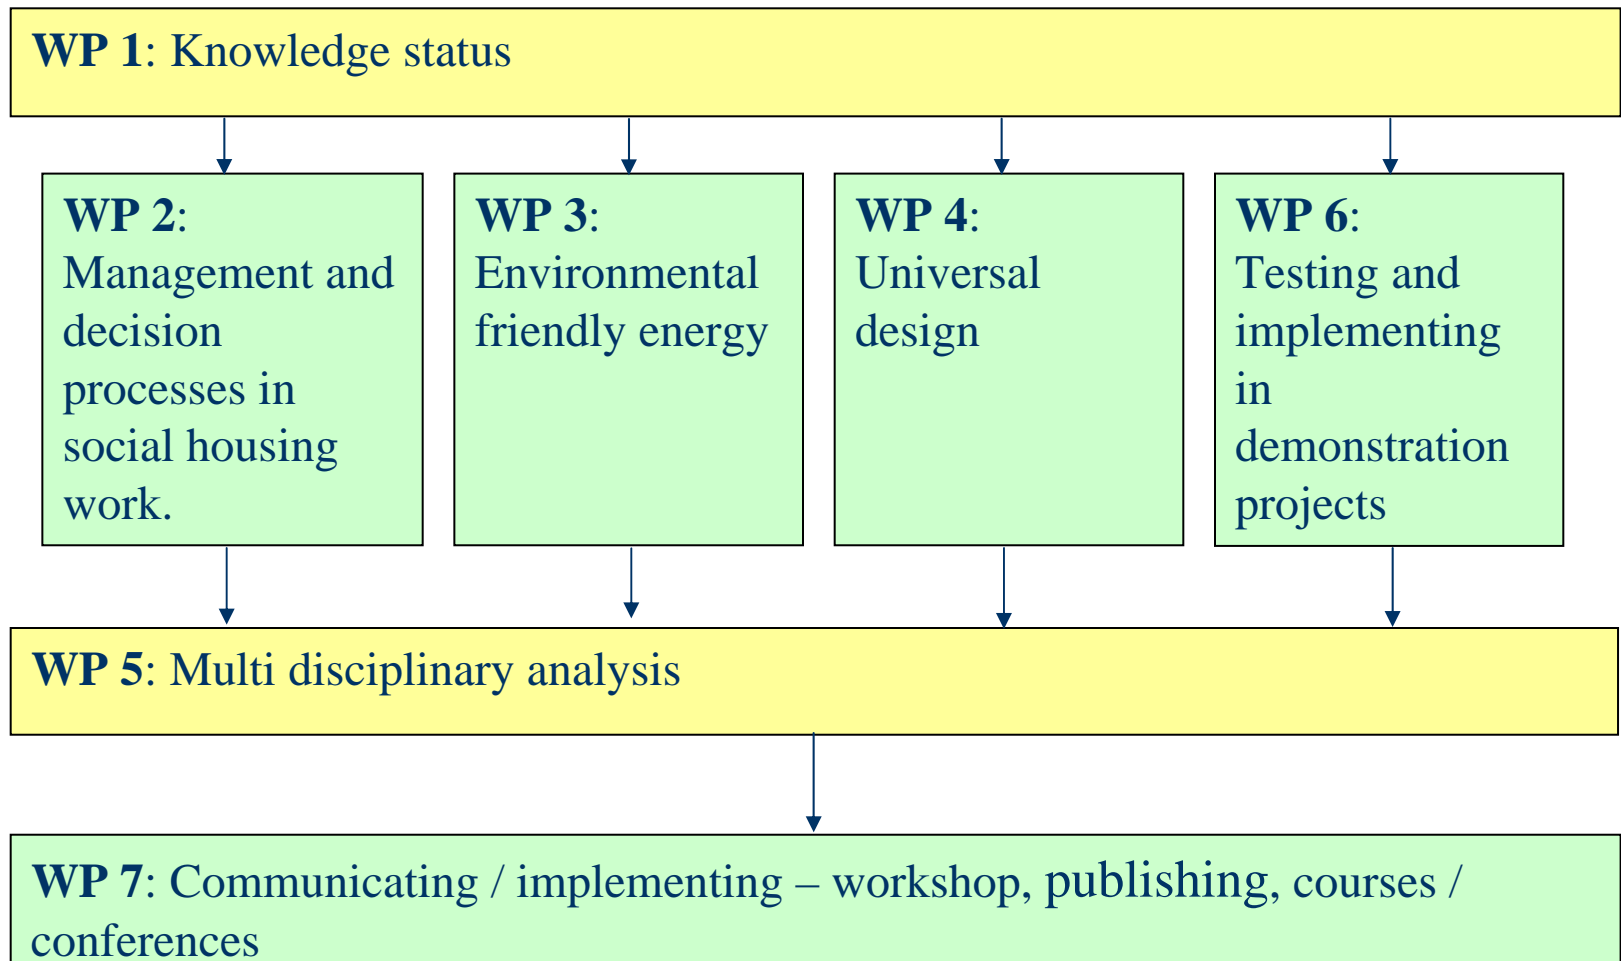 WP 1: Knowledge status
WP 2:
Management and
decision
processes in
social housing
work.
WP 3:
Environmental
friendly energy
WP 4:
Universal
design
WP 6:
Testing and
implementing
in
demonstration
projects
WP 5: Multi disciplinary analysis
WP 7: Communicating / implementing – workshop, publishing, courses /
conferences